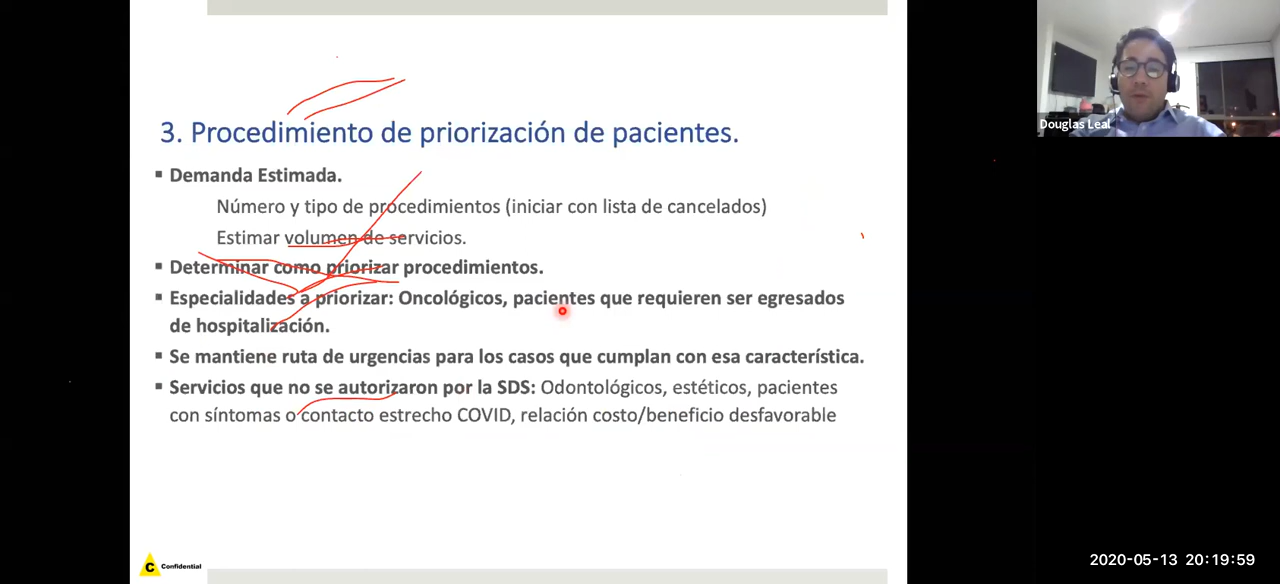 3. Procedimiento de priorización de pacientes.
▪ Demanda Estimada.
Número y tipo de procedimientos (iniciar con lista de cancelados)
Estimar volumen de servicios.
▪ Determinar como priorizar procedimientos.
▪ Especialidades a priorizar: Oncológicos, pacientes que requieren ser egresados
de hospitalización.
▪ Se mantiene ruta de urgencias para los casos que cumplan con esa característica.
▪ Servicios que no se autorizaron por la SDS: Odontológicos, estéticos, pacientes
con síntomas o contacto estrecho COVID, relación costo/beneficio desfavorable
C Confidential
Douglas Leal
2020-05-13 20:19:59